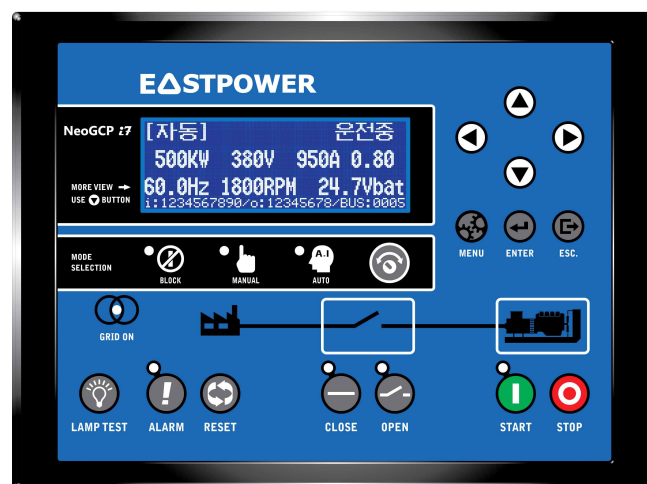 EASTPOWER
NeoGCP i7
[자동] 운전중
500KW 380V 950A 0.80
60.0Hz 1800RPM 24.7Vbat
i:1234567890/o:12345678/BUS:0005
MORE VIEW
USE BUTTON
MENU ENTER ESC.
MODE
SELECTION
A.I
BLOCK MANUAL AUTO
GRID ON
LAMP TEST ALARM RESET CLOSE OPEN START STOP